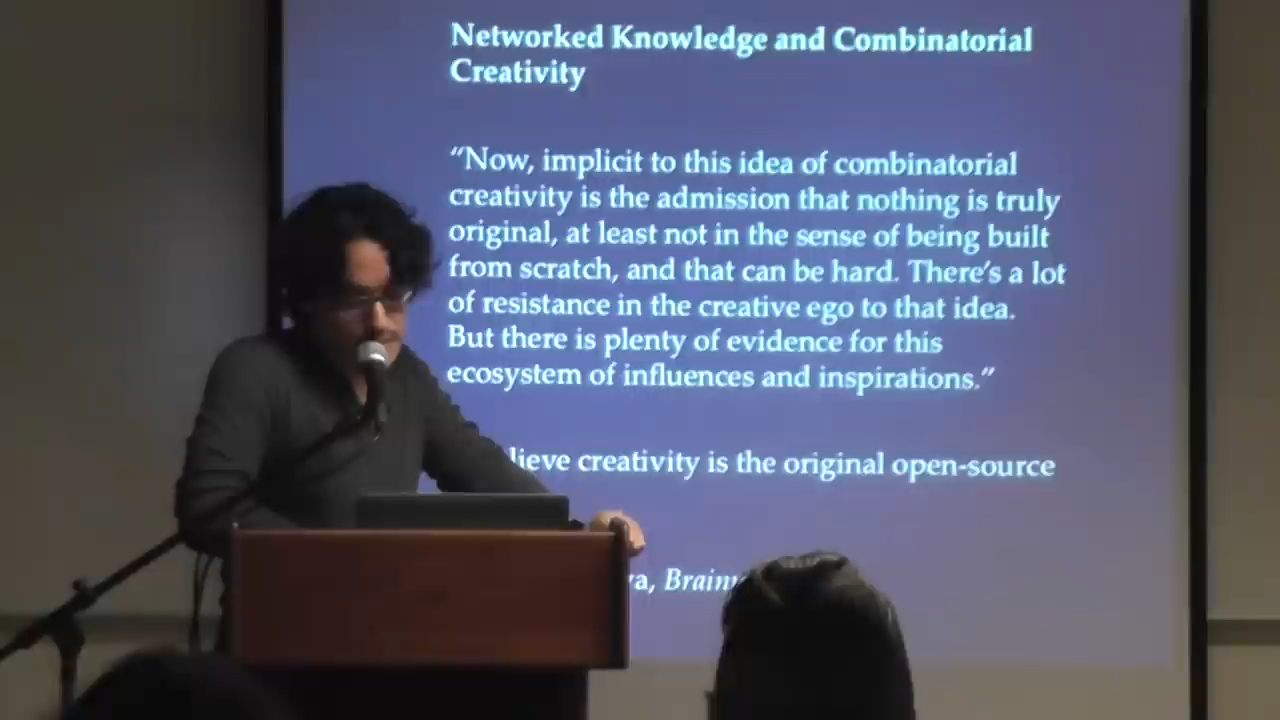 Networked Knowledge and Combinatorial
Creativity
“Now, implicit to this idea of combinatorial
creativity is the admission that nothing is truly
original, at least not in the sense of being built
from scratch, and that can be hard. There’s a lot
of resistance in the creative ego to that idea.
But there is plenty of evidence for this
ecosystem of influences and inspirations.”
creativity is the original open-source